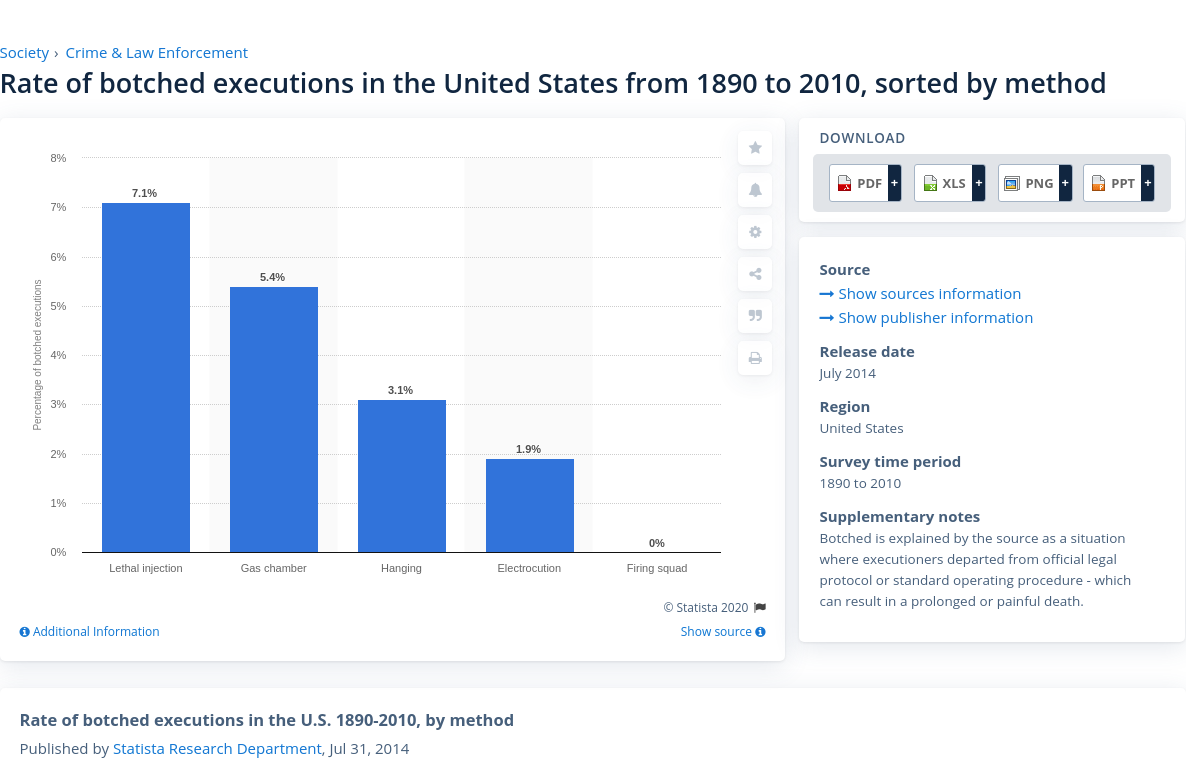 Society › Crime & Law Enforcement
Rate of botched executions in the United States from 1890 to 2010, sorted by method
8%
7%
6%
5%
4%
3%
2%
1%
0%
Percentage of botched executions
7.1%
5.4%
3.1%
1.9%
0%
Lethal injection
Gas chamber
Hanging
Electrocution
Firing squad
© Statista 2020
Additional Information
Show source
DOWNLOAD
PDF + XLS + PNG + PPT +
Source
Show sources information
Show publisher information
Release date
July 2014
Region
United States
Survey time period
1890 to 2010
Supplementary notes
Botched is explained by the source as a situation
where executioners departed from official legal
protocol or standard operating procedure - which
can result in a prolonged or painful death.
Rate of botched executions in the U.S. 1890-2010, by method
Published by Statista Research Department, Jul 31, 2014